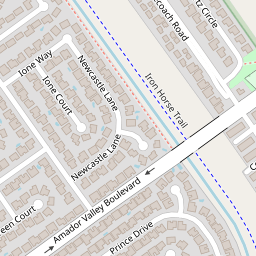 coach Road
tz Circle
Ione Way
Newcastle Lane
Iron Horse Trail
Ione Court
Newcastle Lane
Amador Valley Boulevard
een Court
Prince Drive